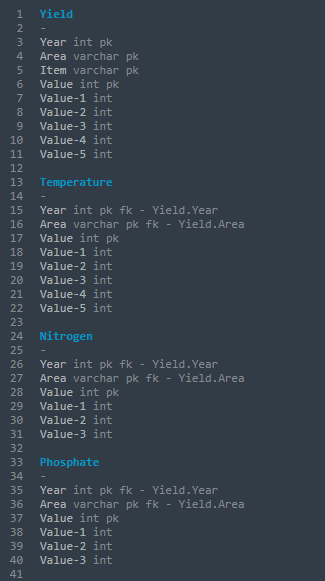 1 Yield
2 -
3 Year int pk
4 Area varchar pk
5 Item varchar pk
6 Value int pk
7 Value-1 int
8 Value-2 int
9 Value-3 int
10 Value-4 int
11 Value-5 int
12
13 Temperature
14 -
15 Year int pk fk - Yield.Year
16 Area varchar pk fk - Yield.Area
17 Value int pk
18 Value-1 int
19 Value-2 int
20 Value-3 int
21 Value-4 int
22 Value-5 int
23
24 Nitrogen
25 -
26 Year int pk fk - Yield.Year
27 Area varchar pk fk - Yield.Area
28 Value int pk
29 Value-1 int
30 Value-2 int
31 Value-3 int
32
33 Phosphate
34 -
35 Year int pk fk - Yield.Year
36 Area varchar pk fk - Yield.Area
37 Value int pk
38 Value-1 int
39 Value-2 int
40 Value-3 int
41